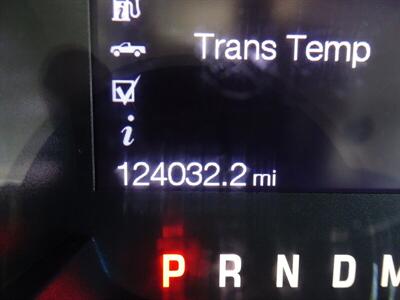 Trans Temp
i
124032.2 mi
P R N D M